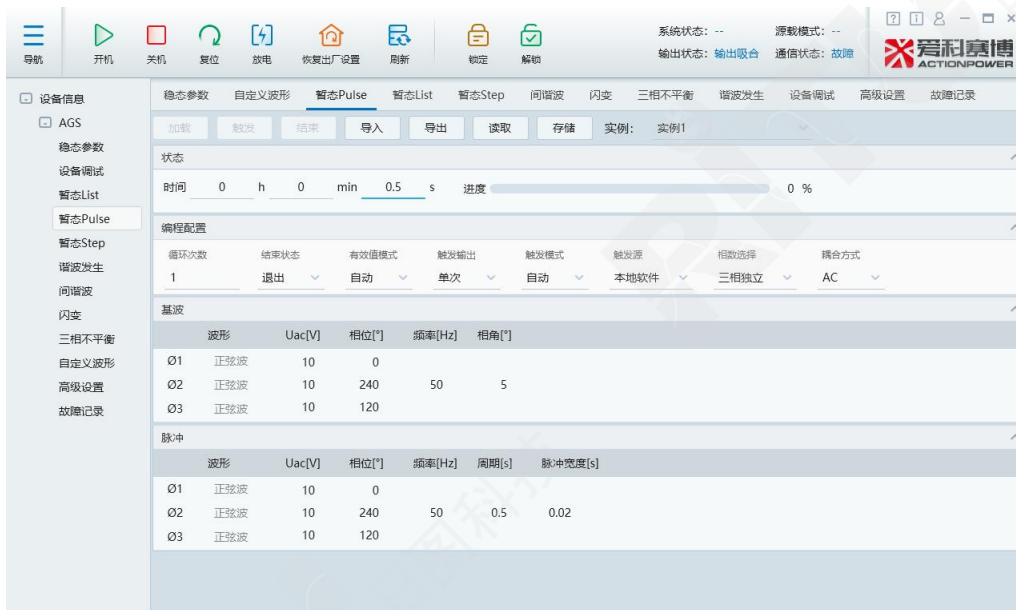 导航 开机 关机 复位 放电 恢复出厂设置 刷新 锁定 解锁
系统状态: -- 源载模式: --
输出状态: 输出吸合 通信状态: 故障
爱科赛博
ACTIONPOWER
设备信息
AGS
稳态参数
设备调试
暂态List
暂态Pulse
暂态Step
谐波发生
间谐波
闪变
三相不平衡
自定义波形
高级设置
故障记录
稳态参数 自定义波形 暂态Pulse 暂态List 暂态Step 间谐波 闪变 三相不平衡 谐波发生 设备调试 高级设置 故障记录
加载 触发 结束 导入 导出 读取 存储 实例: 实例1
状态
时间 0 h 0 min 0.5 s 进度 0 %
编程配置
循环次数 结束状态 有效值模式 触发输出 触发模式 触发源 相数选择 耦合方式
1 退出 自动 单次 自动 本地软件 三相独立 AC
基波
波形 Uac[V] 相位[°] 频率[Hz] 相角[°]
Ø1 正弦波 10 0
Ø2 正弦波 10 240 50 5
Ø3 正弦波 10 120
脉冲
波形 Uac[V] 相位[°] 频率[Hz] 周期[s] 脉冲宽度[s]
Ø1 正弦波 10 0
Ø2 正弦波 10 240 50 0.5 0.02
Ø3 正弦波 10 120